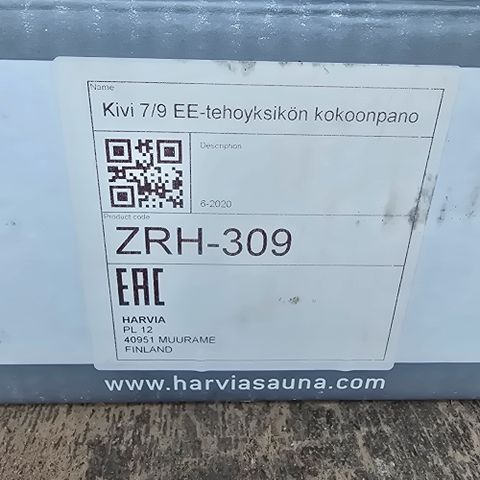 Name
Kivi 7/9 EE-tehoyksikön kokoonpano
Description
6-2020
Product code
ZRH-309
EAC
HARVIA
PL 12
40951 MUURAME
FINLAND
www.harviasauna.com